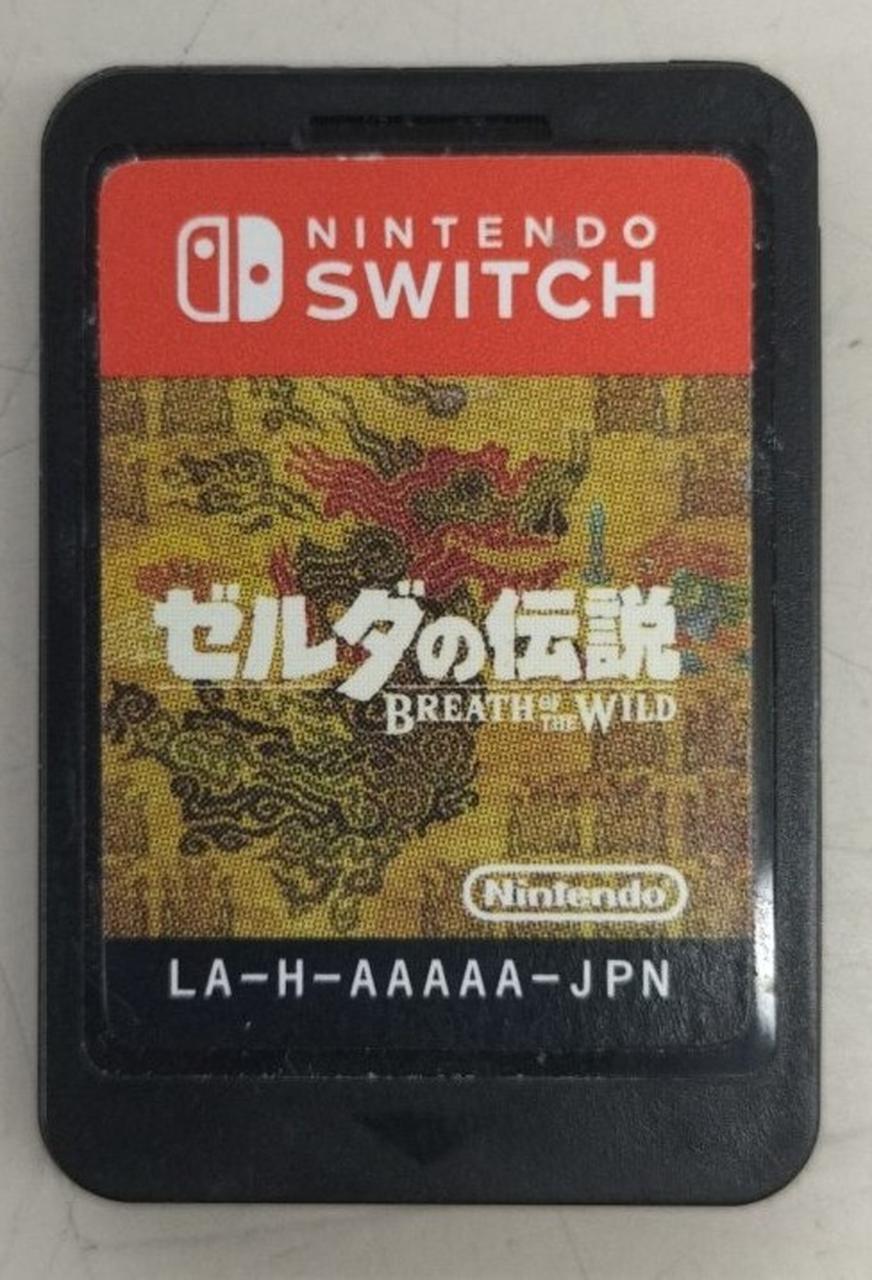 NINTENDO
SWITCH
ゼルダの伝説
BREATH OF THE WILD
Nintendo
LA-H-AAAAA-JPN